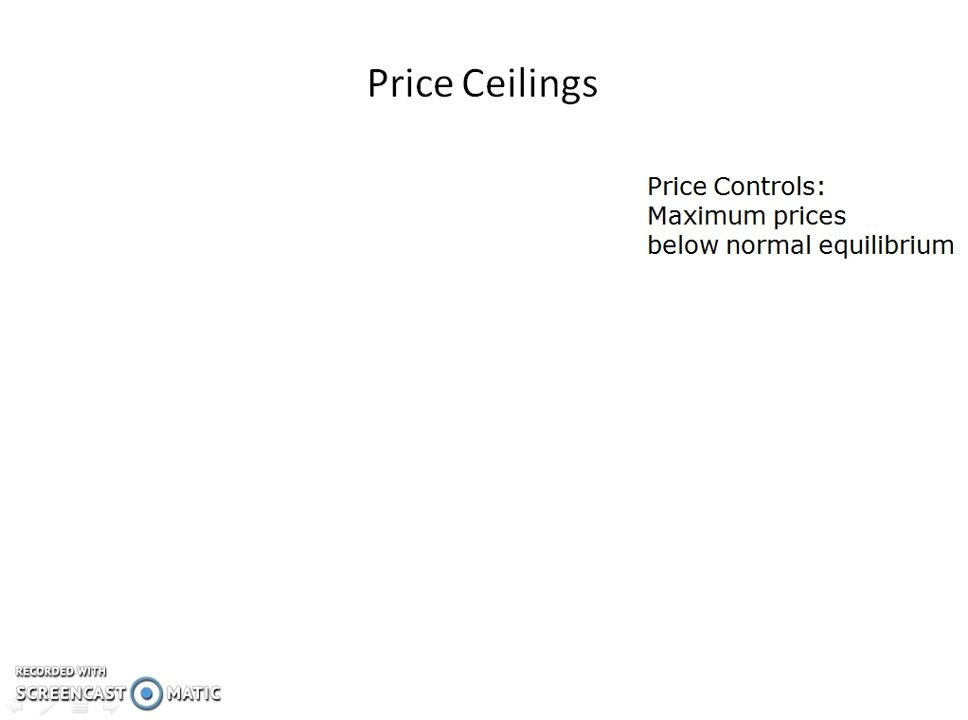 Price Ceilings
Price Controls:
Maximum prices
below normal equilibrium
RECORDED WITH
SCREENCAST MATIC